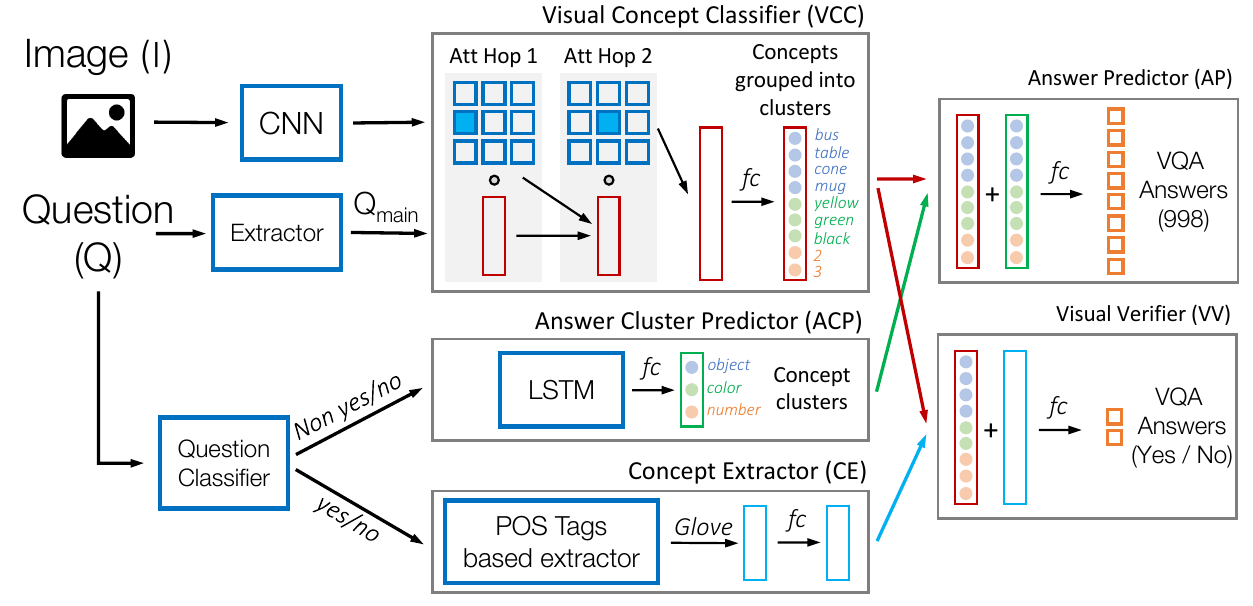 Visual Concept Classifier (VCC)
Image (I)
CNN
Question
(Q)
Extractor
Qmain
Att Hop 1
Att Hop 2
Concepts
grouped into
clusters
fc
bus
table
cone
mug
yellow
green
black
2
3
Answer Predictor (AP)
+
fc
VQA
Answers
(998)
Answer Cluster Predictor (ACP)
Non yes/no
LSTM
fc
object
color
number
Concept
clusters
Visual Verifier (VV)
+
fc
VQA
Answers
(Yes / No)
Question
Classifier
yes/no
Concept Extractor (CE)
POS Tags
based extractor
Glove
fc